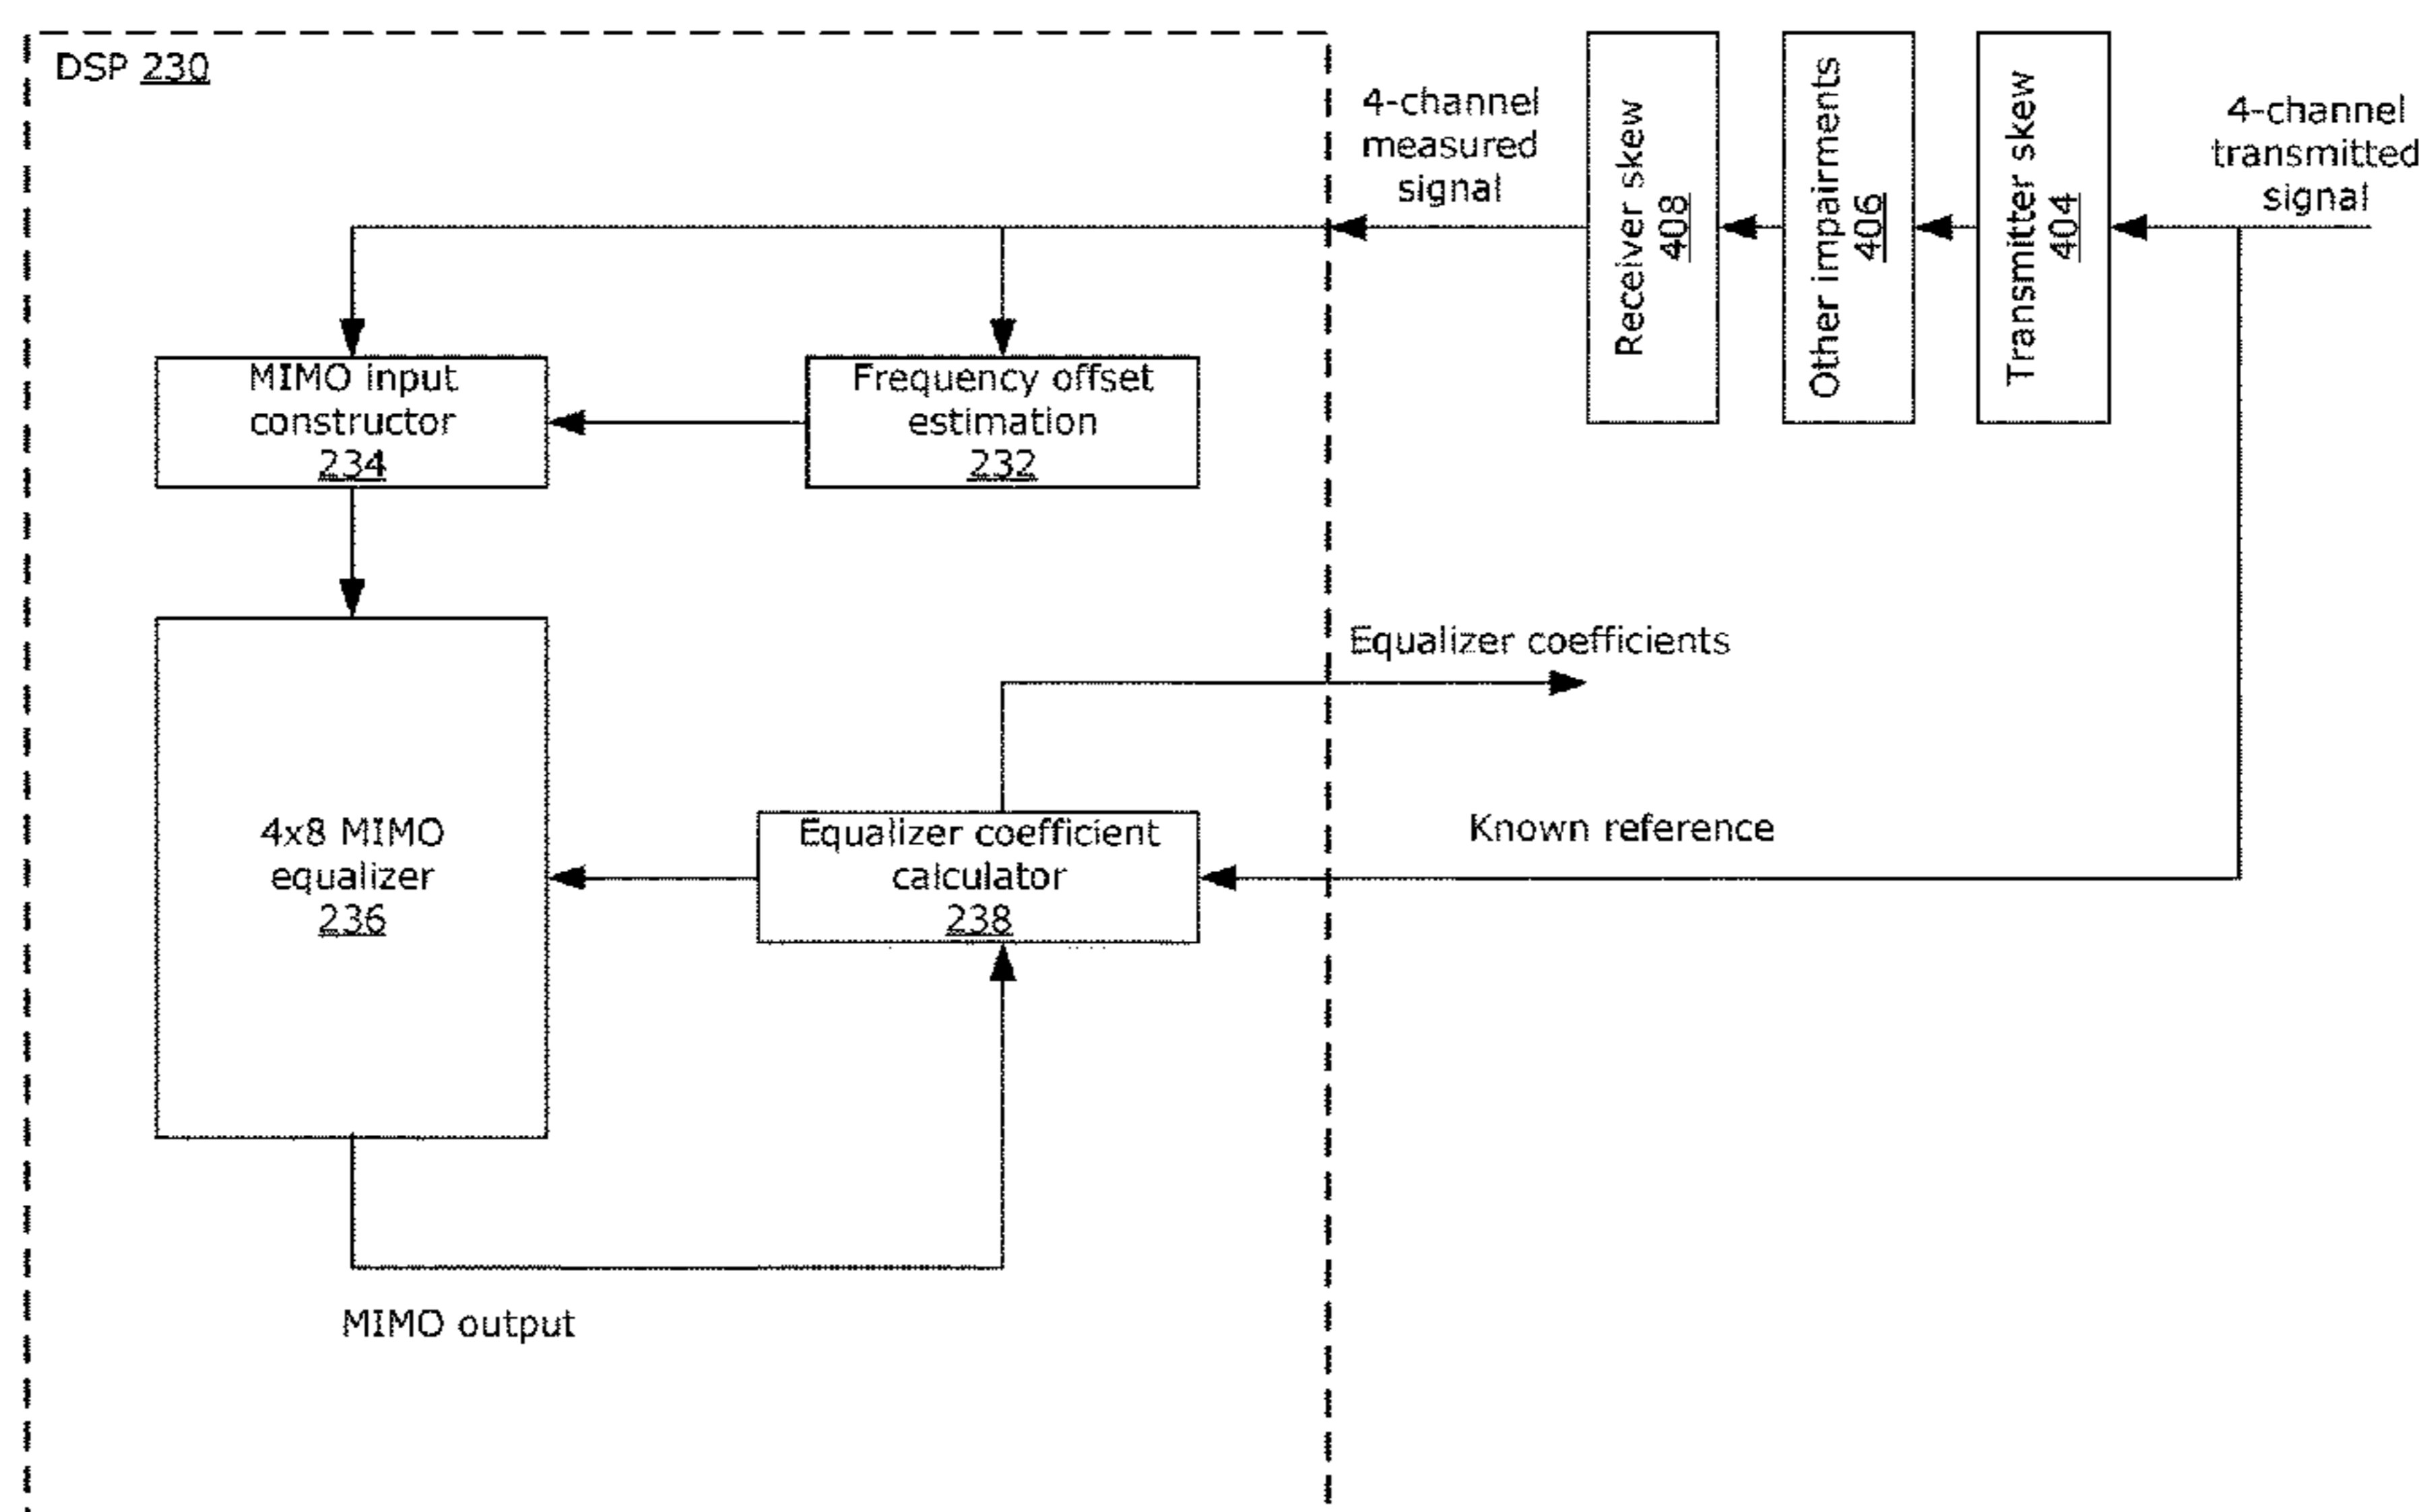 DSP 230
4-channel
measured
signal
Receiver skew
408
Other impairments
406
Transmitter skew
404
4-channel
transmitted
signal
MIMO input
constructor
234
Frequency offset
estimation
232
Equalizer coefficients
4x8 MIMO
equalizer
236
Equalizer coefficient
calculator
238
Known reference
MIMO output